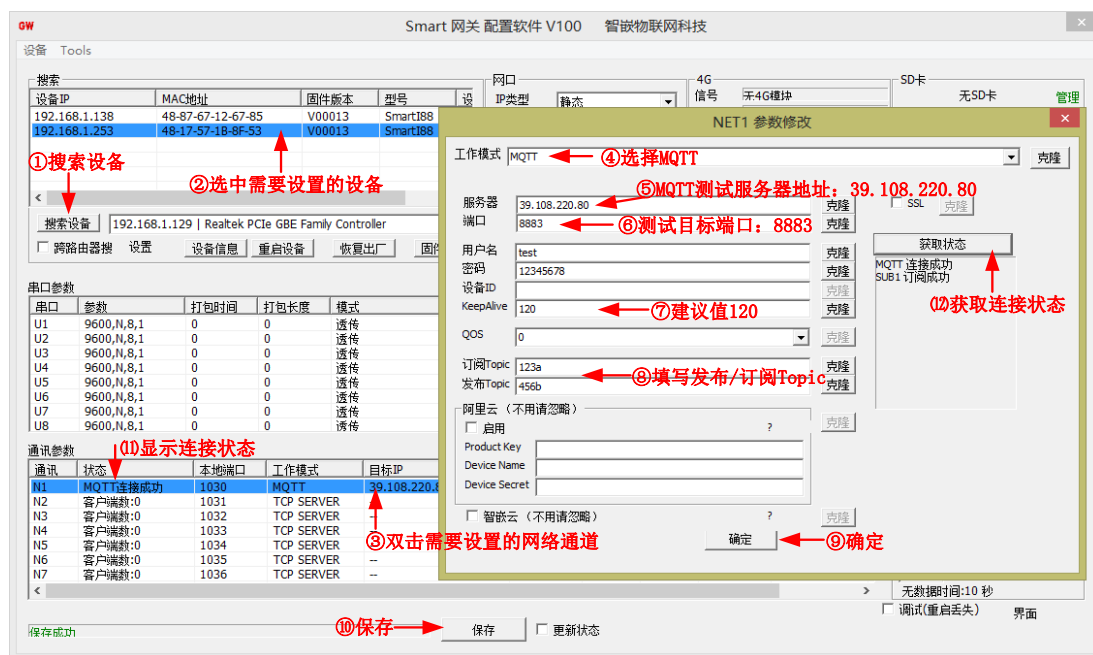 GW Smart 网关 配置软件 V100 智嵌物联网科技 ×
设备 Tools
搜索
设备IP MAC地址 固件版本 型号 设
192.168.1.138 48-87-67-12-67-85 V00013 SmartI88
192.168.1.253 48-17-57-1B-8F-53 V00013 SmartI88
①搜索设备
②选中需要设置的设备
搜索设备 192.168.1.129 | Realtek PCIe GBE Family Controller
跨路由器搜 设置 设备信息 重启设备 恢复出厂 固件
网口
IP类型 静态
4G
信号 无4G模块
SD卡
无SD卡 管理
串口参数
串口 参数 打包时间 打包长度 模式
U1 9600,N,8,1 0 0 透传
U2 9600,N,8,1 0 0 透传
U3 9600,N,8,1 0 0 透传
U4 9600,N,8,1 0 0 透传
U5 9600,N,8,1 0 0 透传
U6 9600,N,8,1 0 0 透传
U7 9600,N,8,1 0 0 透传
U8 9600,N,8,1 0 0 透传
通讯参数
⑾显示连接状态
通讯 状态 本地端口 工作模式 目标IP
N1 MQTT连接成功 1030 MQTT 39.108.220.8
N2 客户端数:0 1031 TCP SERVER
N3 客户端数:0 1032 TCP SERVER --
N4 客户端数:0 1033 TCP SERVER
N5 客户端数:0 1034 TCP SERVER
N6 客户端数:0 1035 TCP SERVER --
N7 客户端数:0 1036 TCP SERVER --
③双击需要设置的网络通道
NET1 参数修改 ×
工作模式 MQTT ④选择MQTT 克隆
⑤MQTT测试服务器地址：39.108.220.80
服务器 39.108.220.80 克隆 SSL 克隆
端口 8883 ⑥测试目标端口：8883 克隆
用户名 test 克隆
密码 12345678 克隆
设备ID 克隆
KeepAlive 120 ⑦建议值120 克隆
QOS 0 克隆
订阅Topic 123a 克隆
⑧填写发布/订阅Topic
发布Topic 456b 克隆
阿里云（不用请忽略）
启用 ? 克隆
Product Key
Device Name
Device Secret
智嵌云（不用请忽略） ? 克隆
确定 ⑨确定
获取状态
MQTT 连接成功
SUB1 订阅成功
⑿获取连接状态
无数据时间:10 秒
调试(重启丢失) 界面
保存成功 ⑩保存 保存 更新状态